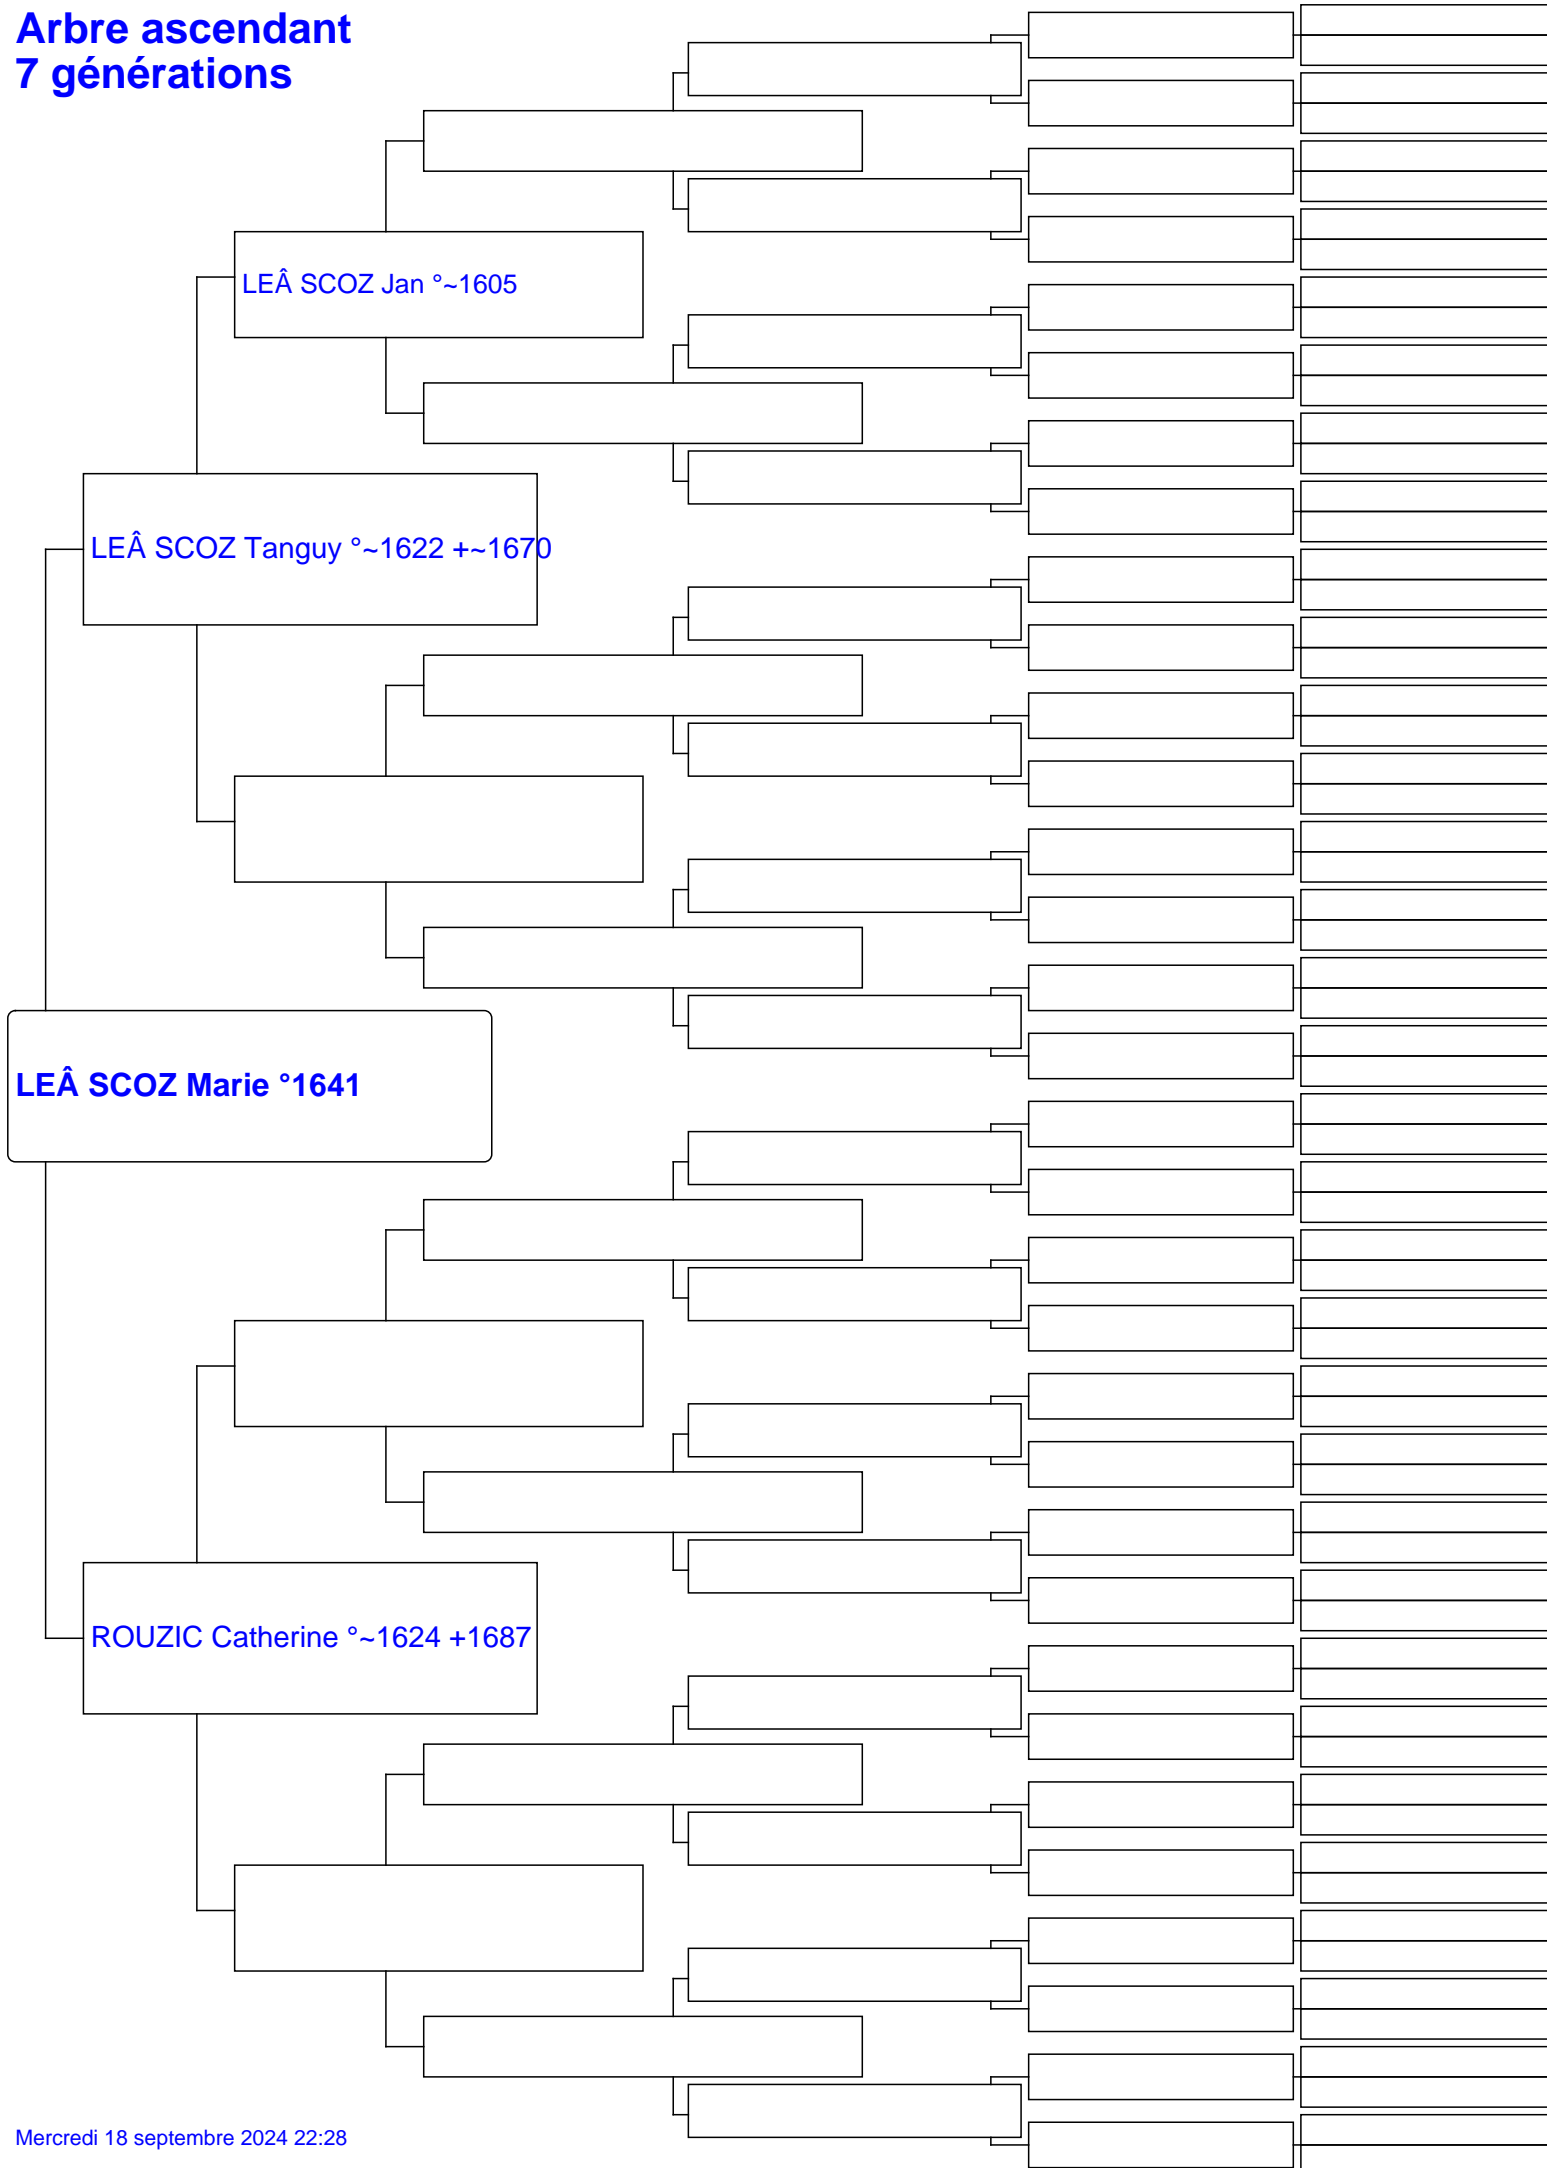 Arbre ascendant
7 générations
LEÂ SCOZ Jan °~1605
LEÂ SCOZ Tanguy °~1622 +~1670
LEÂ SCOZ Marie °1641
ROUZIC Catherine °~1624 +1687
Mercredi 18 septembre 2024 22:28